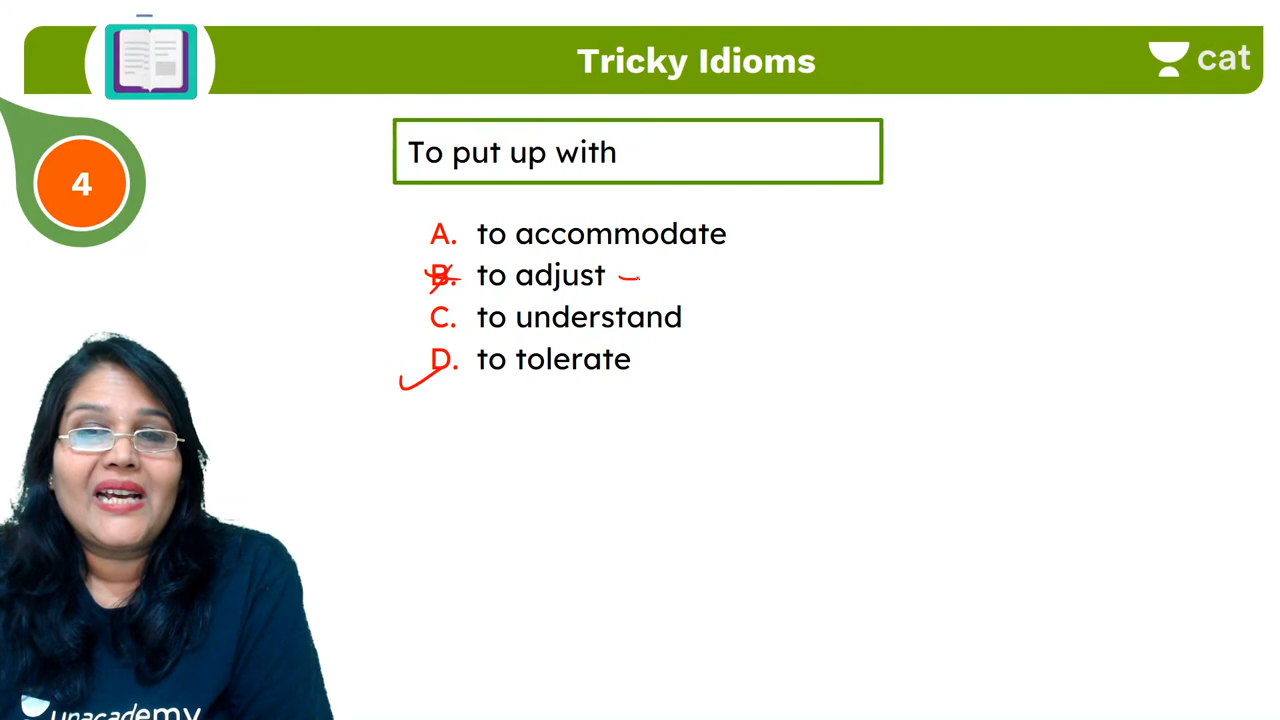 Tricky Idioms
cat
4
To put up with
A. to accommodate
B. to adjust
C. to understand
D. to tolerate
unacademy